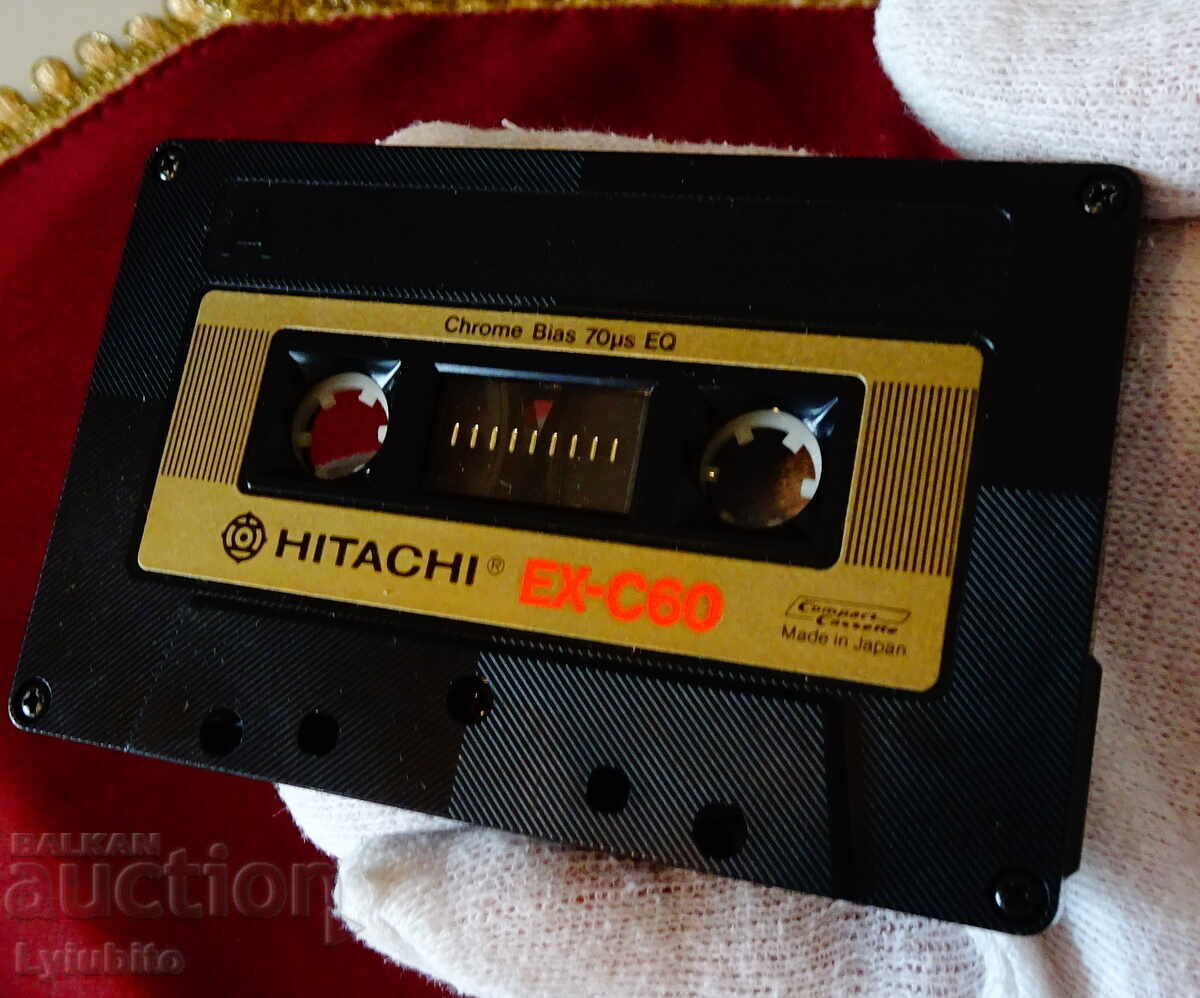 A
Chrome Bias 70µs EQ
HITACHI® EX-C60
Compact
Cassette
Made in Japan
BALKAN
auction
Lyiubito